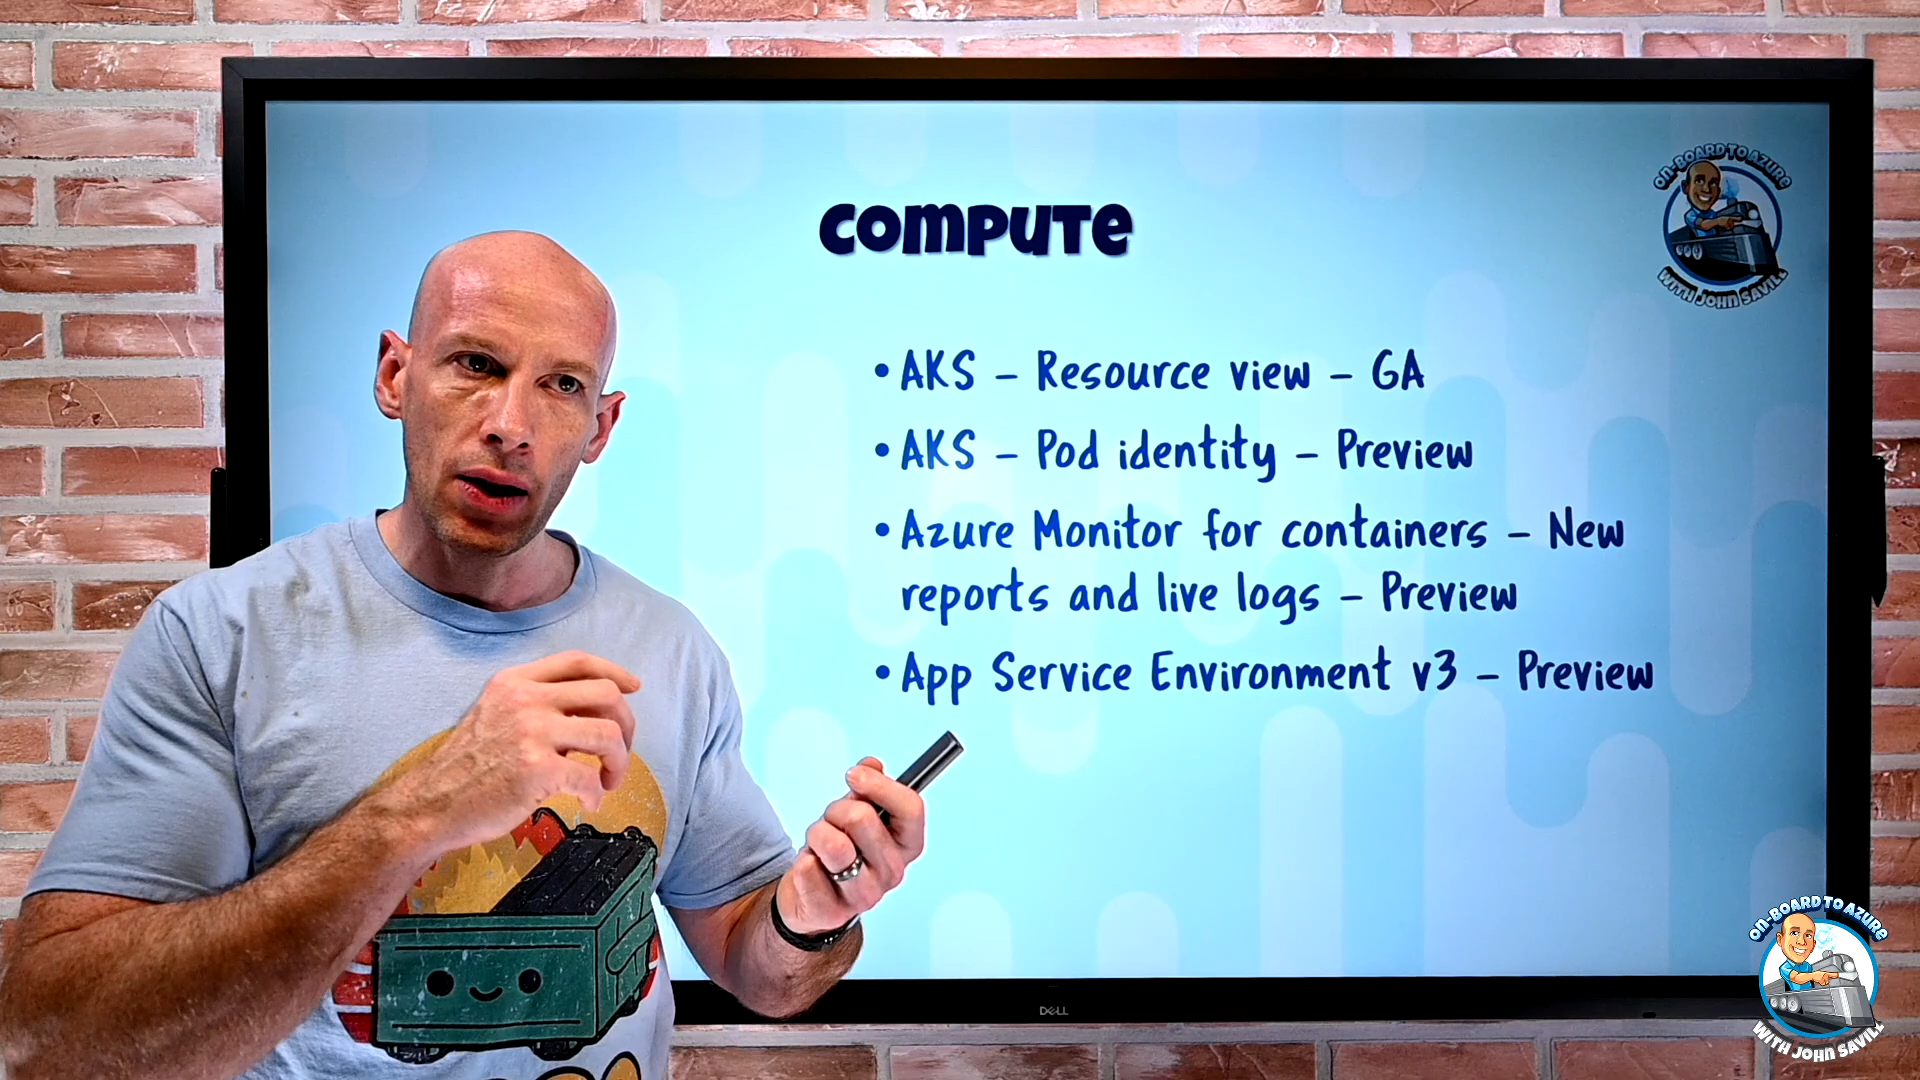 COMPUTE
ON-BOARD TO AZURE
WITH JOHN SAVILL
• AKS – Resource view – GA
• AKS – Pod identity – Preview
• Azure Monitor for containers – New
reports and live logs – Preview
• App Service Environment v3 – Preview
DELL
ON-BOARD TO AZURE
WITH JOHN SAVILL